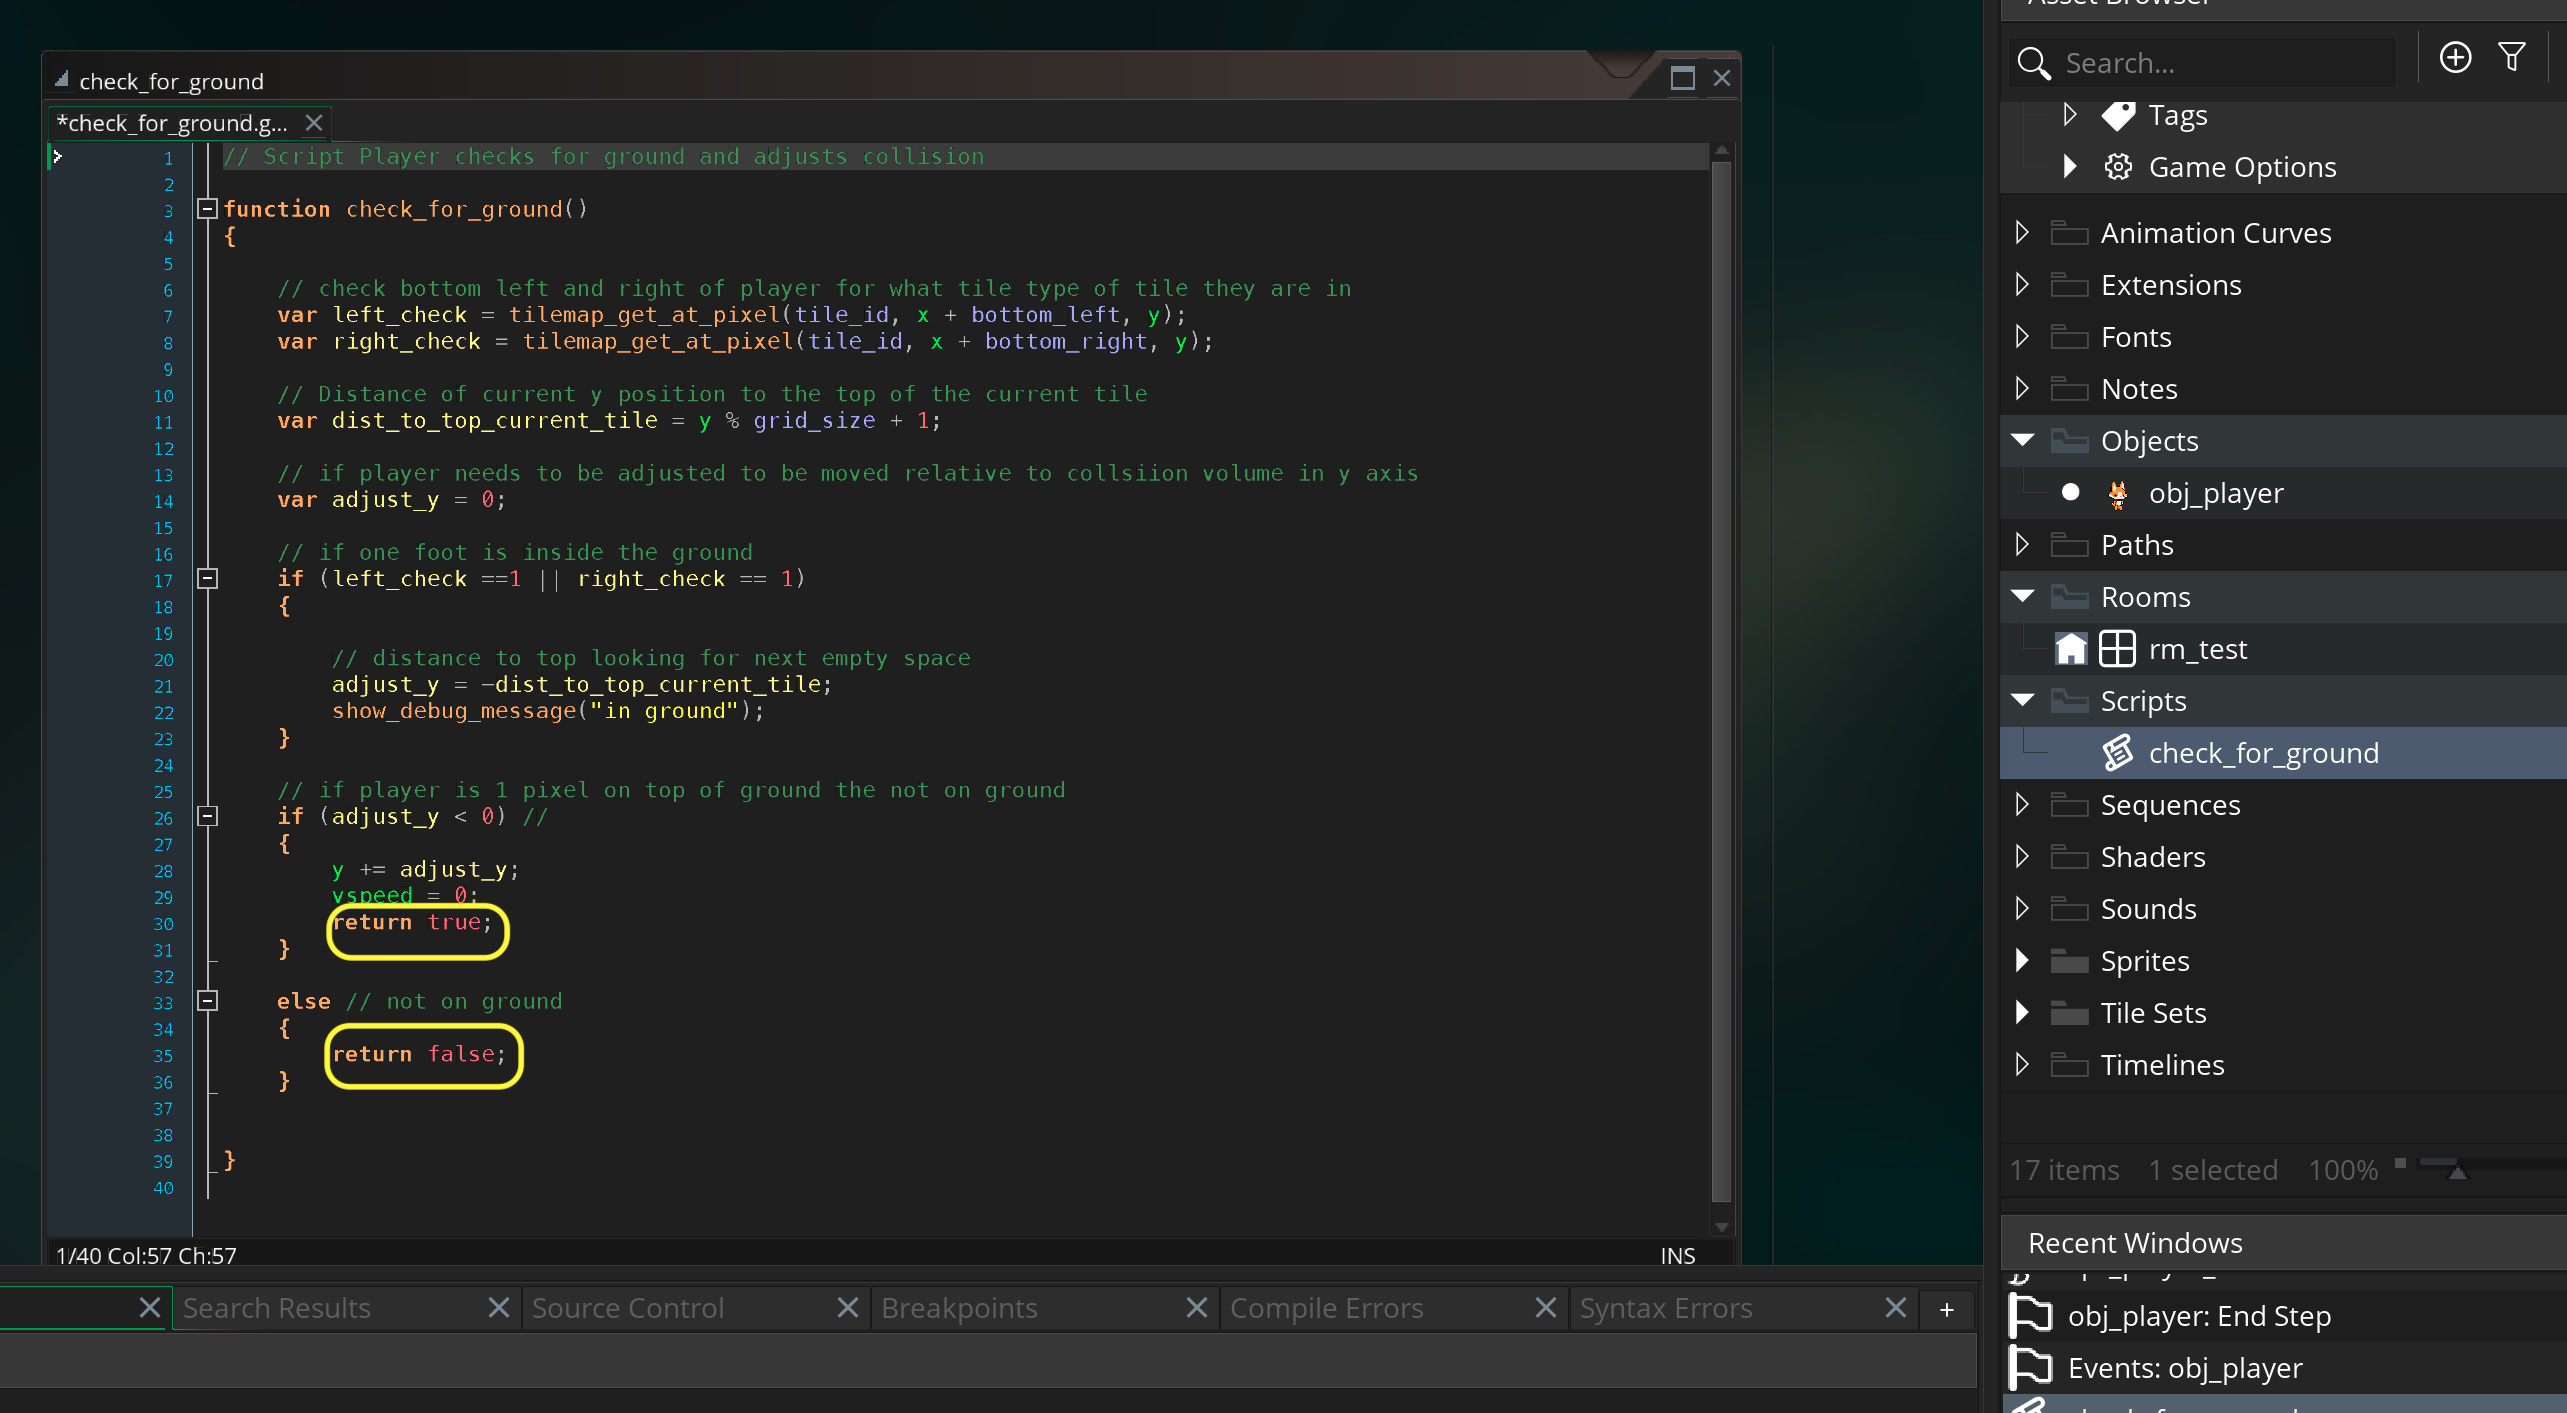 check_for_ground
*check_for_ground.g...
1 // Script Player checks for ground and adjusts collision
2
3 function check_for_ground()
4 {
5
6 // check bottom left and right of player for what tile type of tile they are in
7 var left_check = tilemap_get_at_pixel(tile_id, x + bottom_left, y);
8 var right_check = tilemap_get_at_pixel(tile_id, x + bottom_right, y);
9
10 // Distance of current y position to the top of the current tile
11 var dist_to_top_current_tile = y % grid_size + 1;
12
13 // if player needs to be adjusted to be moved relative to collsiion volume in y axis
14 var adjust_y = 0;
15
16 // if one foot is inside the ground
17 if (left_check ==1 || right_check == 1)
18 {
19
20 // distance to top looking for next empty space
21 adjust_y = -dist_to_top_current_tile;
22 show_debug_message("in ground");
23 }
24
25 // if player is 1 pixel on top of ground the not on ground
26 if (adjust_y < 0) //
27 {
28 y += adjust_y;
29 vspeed = 0;
30 return true;
31 }
32
33 else // not on ground
34 {
35 return false;
36 }
37
38
39 }
40
1/40 Col:57 Ch:57
INS
Search Results
Source Control
Breakpoints
Compile Errors
Syntax Errors
+
Asset Browser
Search...
Tags
Game Options
Animation Curves
Extensions
Fonts
Notes
Objects
obj_player
Paths
Rooms
rm_test
Scripts
check_for_ground
Sequences
Shaders
Sounds
Sprites
Tile Sets
Timelines
17 items 1 selected 100%
Recent Windows
obj_player: End Step
Events: obj_player